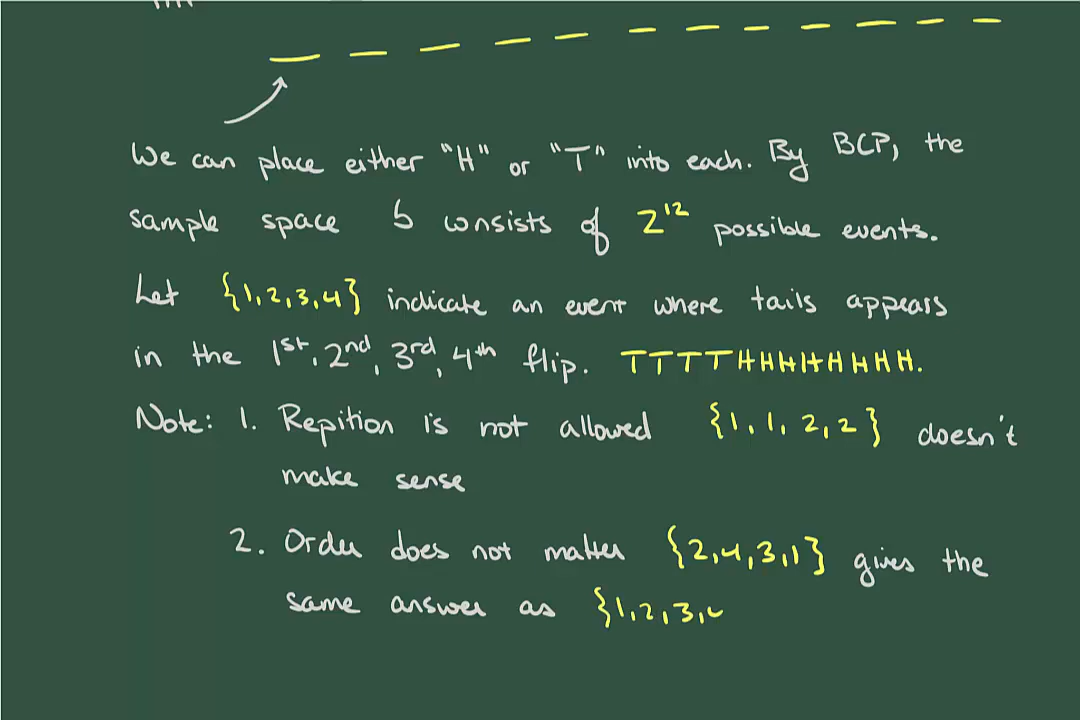 We can place either "H" or "T" into each. By BCP, the
sample space S consists of 2^12 possible events.
Let {1,2,3,4} indicate an event where tails appears
in the 1st, 2nd, 3rd, 4th flip. TTTTHHHHHHHH.
Note: 1. Repition is not allowed {1,1,2,2} doesn't
make sense
2. Order does not matter {2,4,3,1} gives the
same answer as {1,2,3,